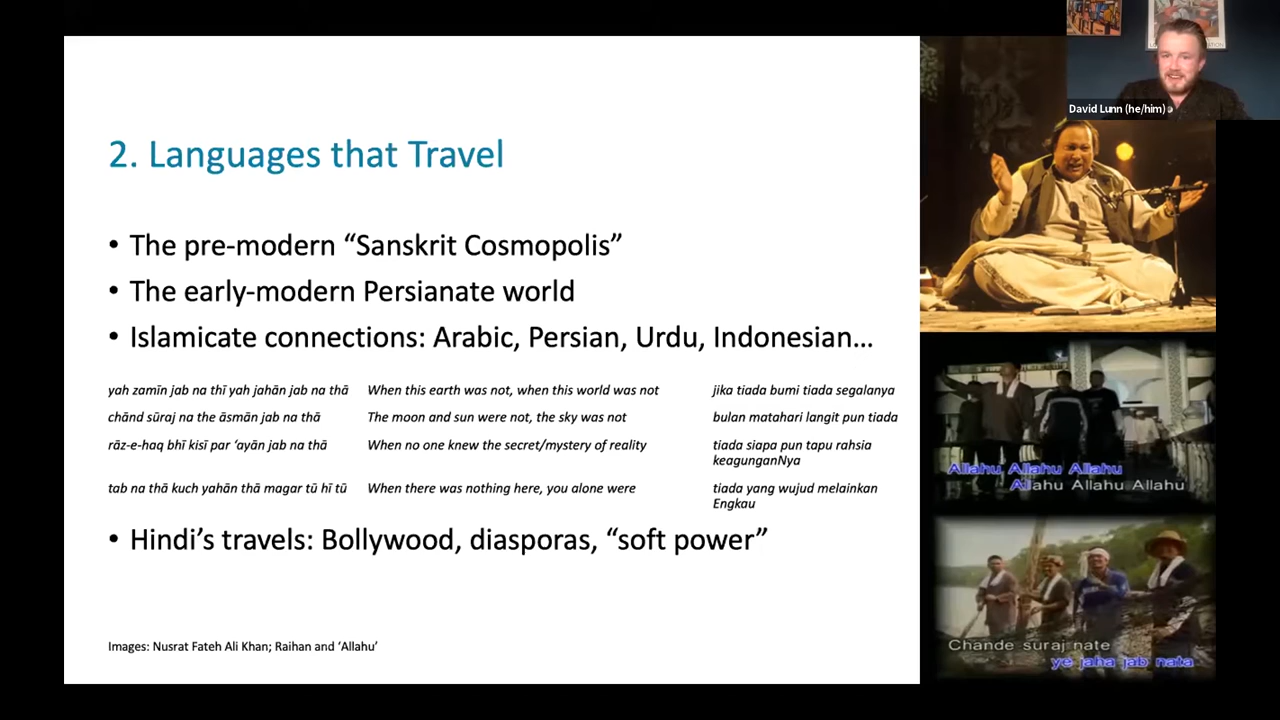 David Lunn (he/him)
2. Languages that Travel
• The pre-modern “Sanskrit Cosmopolis”
• The early-modern Persianate world
• Islamicate connections: Arabic, Persian, Urdu, Indonesian…
yah zamīn jab na thī yah jahān jab na thā
When this earth was not, when this world was not
jika tiada bumi tiada segalanya
chānd sūraj na the āsmān jab na thā
The moon and sun were not, the sky was not
bulan matahari langit pun tiada
rāz-e-haq bhī kisī par ‘ayān jab na thā
When no one knew the secret/mystery of reality
tiada siapa pun tapu rahsia
keagunganNya
tab na thā kuch yahān thā magar tū hī tū
When there was nothing here, you alone were
tiada yang wujud melainkan
Engkau
• Hindi’s travels: Bollywood, diasporas, “soft power”
Images: Nusrat Fateh Ali Khan; Raihan and ‘Allahu’
Allahu Allahu Allahu
Allahu Allahu Allahu
Chande suraj nate
ye jaha jab nata